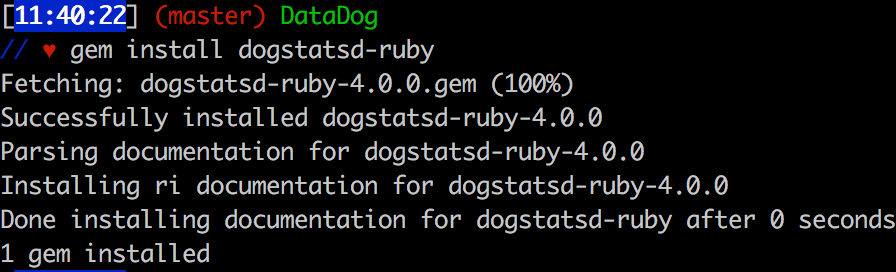 [11:40:22] (master) DataDog
// ♥ gem install dogstatsd-ruby
Fetching: dogstatsd-ruby-4.0.0.gem (100%)
Successfully installed dogstatsd-ruby-4.0.0
Parsing documentation for dogstatsd-ruby-4.0.0
Installing ri documentation for dogstatsd-ruby-4.0.0
Done installing documentation for dogstatsd-ruby after 0 seconds
1 gem installed